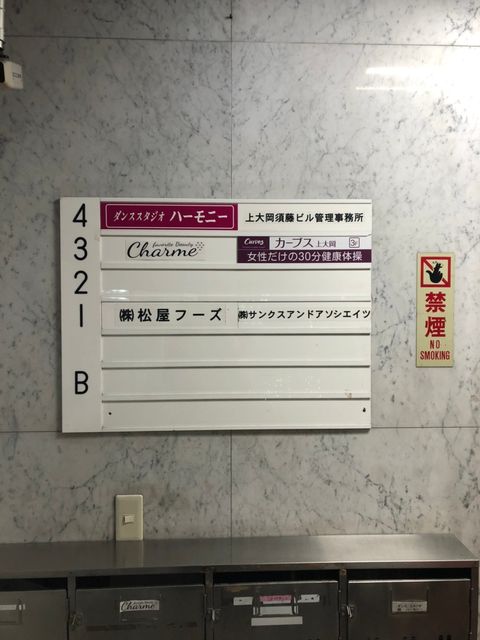 4 ダンススタジオ ハーモニー 上大岡須藤ビル管理事務所
3 favorite Beauty Charme Curves カーブス 上大岡 3F
女性だけの30分健康体操
2
1 ㈱松屋フーズ ㈱サンクスアンドアソシエイツ
B
禁煙
NO
SMOKING
Charme